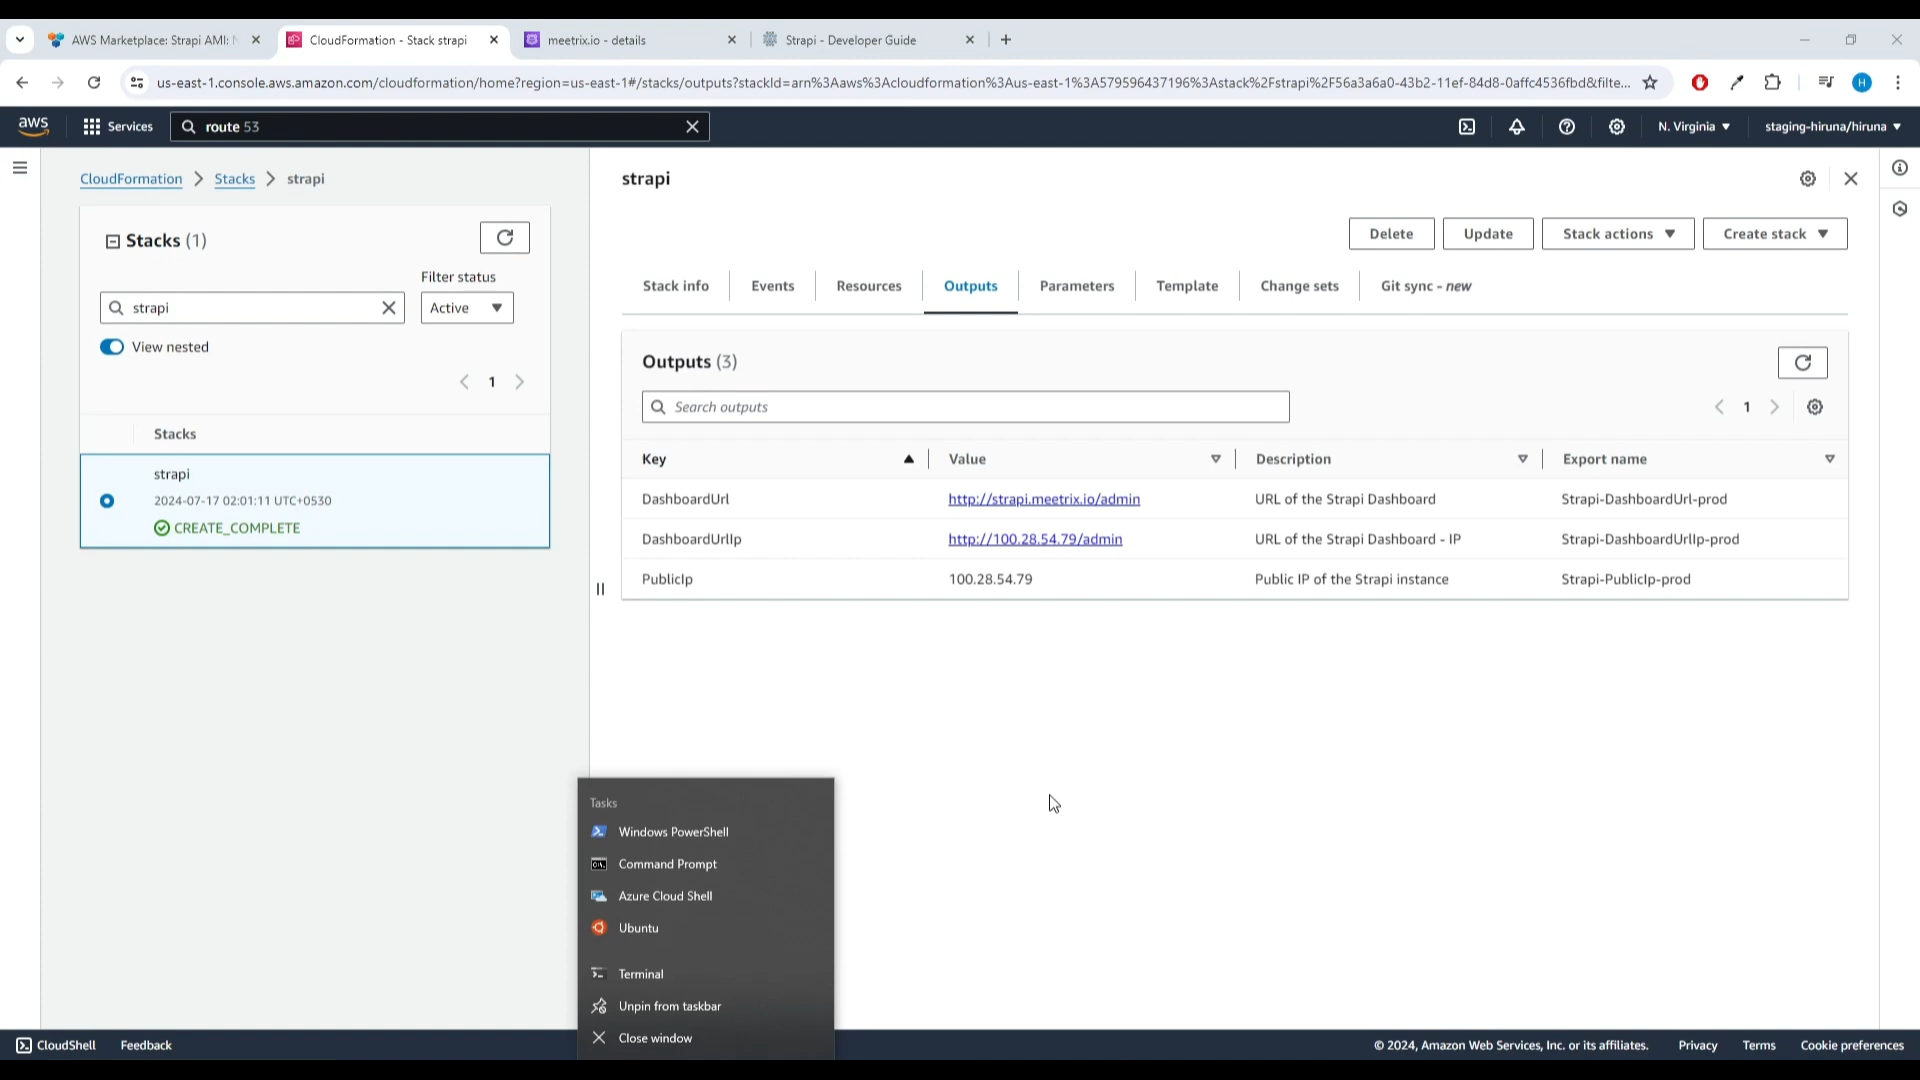 AWS Marketplace: Strapi AMI:
CloudFormation - Stack strapi
meetrix.io - details
Strapi - Developer Guide
us-east-1.console.aws.amazon.com/cloudformation/home?region=us-east-1#/stacks/outputs?stackId=arn%3Aaws%3Acloudformation%3Aus-east-1%3A579596437196%3Astack%2Fstrapi%2F56a3a6a0-43b2-11ef-84d8-0affc4536fbd&filte...
H
aws
Services
route 53
N. Virginia
staging-hiruna/hiruna
CloudFormation
Stacks
strapi
strapi
Stacks (1)
Delete
Update
Stack actions
Create stack
Filter status
Stack info
Events
Resources
Outputs
Parameters
Template
Change sets
Git sync - new
strapi
Active
View nested
Outputs (3)
1
Search outputs
1
Stacks
Key
Value
Description
Export name
strapi
2024-07-17 02:01:11 UTC+0530
CREATE_COMPLETE
DashboardUrl
http://strapi.meetrix.io/admin
URL of the Strapi Dashboard
Strapi-DashboardUrl-prod
DashboardUrlIp
http://100.28.54.79/admin
URL of the Strapi Dashboard - IP
Strapi-DashboardUrlIp-prod
PublicIp
100.28.54.79
Public IP of the Strapi instance
Strapi-PublicIp-prod
Tasks
Windows PowerShell
Command Prompt
Azure Cloud Shell
Ubuntu
Terminal
Unpin from taskbar
Close window
CloudShell
Feedback
© 2024, Amazon Web Services, Inc. or its affiliates.
Privacy
Terms
Cookie preferences